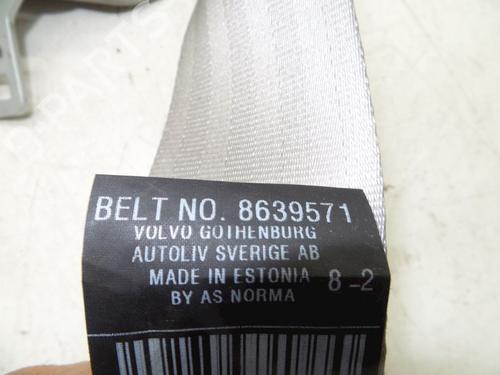 BELT NO. 8639571
VOLVO GOTHENBURG
AUTOLIV SVERIGE AB
MADE IN ESTONIA 8-2
BY AS NORMA